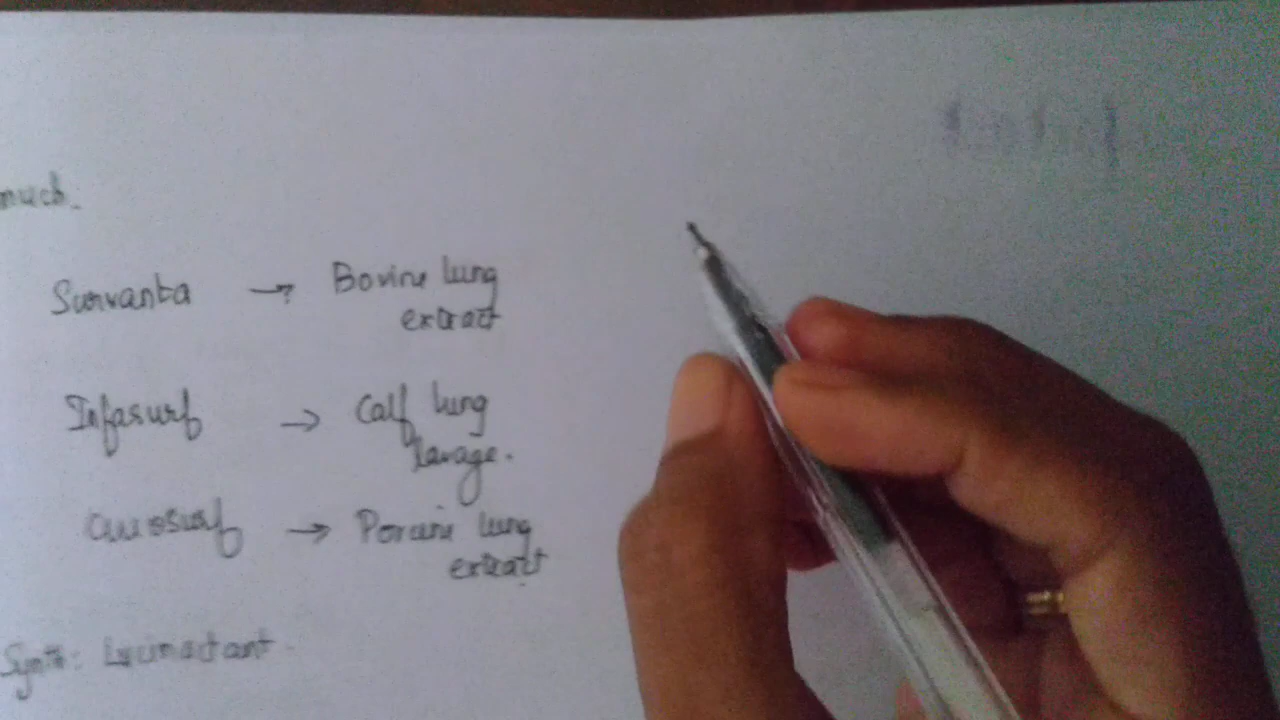 much.
Survanta → Bovine lung
extract
Infasurf → Calf lung
lavage.
Curosurf → Porcine lung
extract
Synth: Lucinactant.